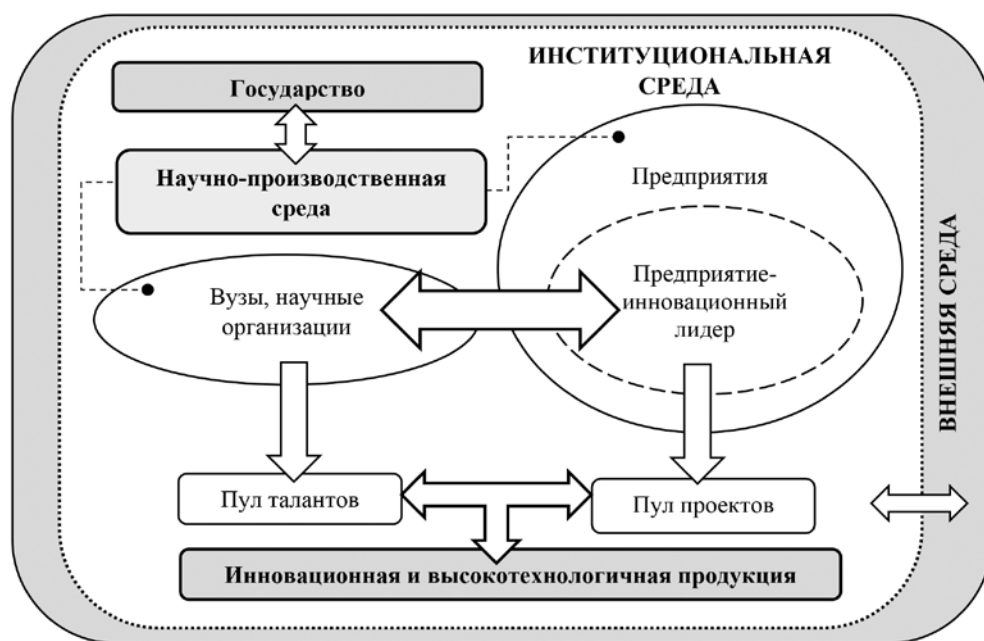 ИНСТИТУЦИОНАЛЬНАЯ
СРЕДА
Государство
Научно-производственная
среда
Предприятия
Вузы, научные
организации
Предприятие-
инновационный
лидер
ВНЕШНЯЯ СРЕДА
Пул талантов
Пул проектов
Инновационная и высокотехнологичная продукция